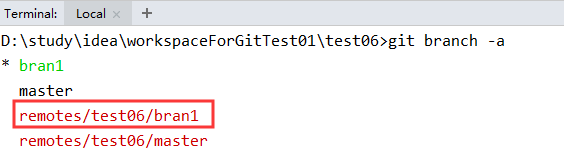 Terminal: Local × +
D:\study\idea\workspaceForGitTest01\test06>git branch -a
* bran1
master
remotes/test06/bran1
remotes/test06/master